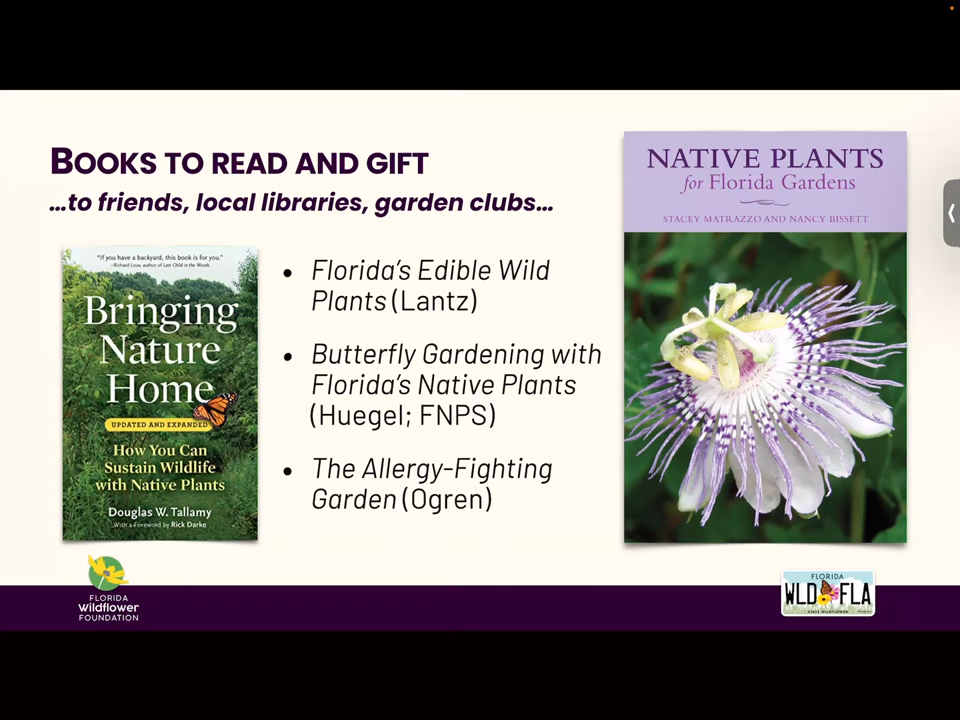 BOOKS TO READ AND GIFT
...to friends, local libraries, garden clubs...
"If you have a backyard, this book is for you."
–Richard Louv, author of Last Child in the Woods
Bringing
Nature
Home
UPDATED AND EXPANDED
How You Can
Sustain Wildlife
with Native Plants
Douglas W. Tallamy
With a Foreword by Rick Darke
• Florida's Edible Wild
Plants (Lantz)
• Butterfly Gardening with
Florida's Native Plants
(Huegel; FNPS)
• The Allergy-Fighting
Garden (Ogren)
NATIVE PLANTS
for Florida Gardens
STACEY MATRAZZO AND NANCY BISSETT
FLORIDA
Wildflower
FOUNDATION
FLORIDA
WLD FLA
STATE WILDFLOWER